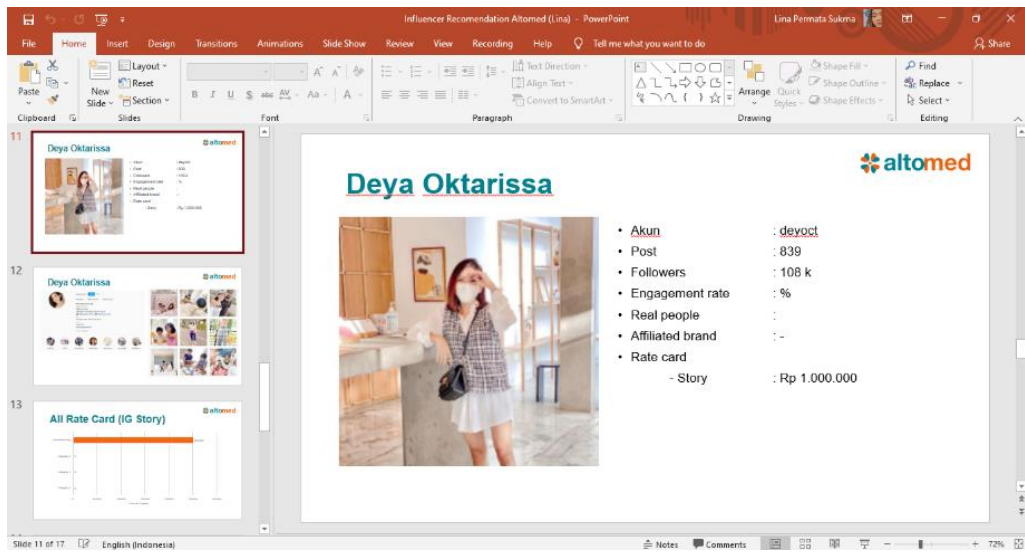 Influencer Recomendation Altomed (Lina) - PowerPoint
Lina Permata Sukma
File Home Insert Design Transitions Animations Slide Show Review View Recording Help Tell me what you want to do Share
Paste
New Slide
Layout
Reset
Section
B I U S abc AV Aa A
Text Direction
Align Text
Convert to SmartArt
Arrange
Quick Styles
Shape Fill
Shape Outline
Shape Effects
Find
Replace
Select
Clipboard Slides Font Paragraph Drawing Editing
11
Deya Oktarissa
altomed
12
Deya Oktarissa
altomed
13
All Rate Card (IG Story)
altomed
altomed
Deya Oktarissa
• Akun : deyoct
• Post : 839
• Followers : 108 k
• Engagement rate : %
• Real people :
• Affiliated brand : -
• Rate card
- Story : Rp 1.000.000
Slide 11 of 17 English (Indonesia) Notes Comments 72%